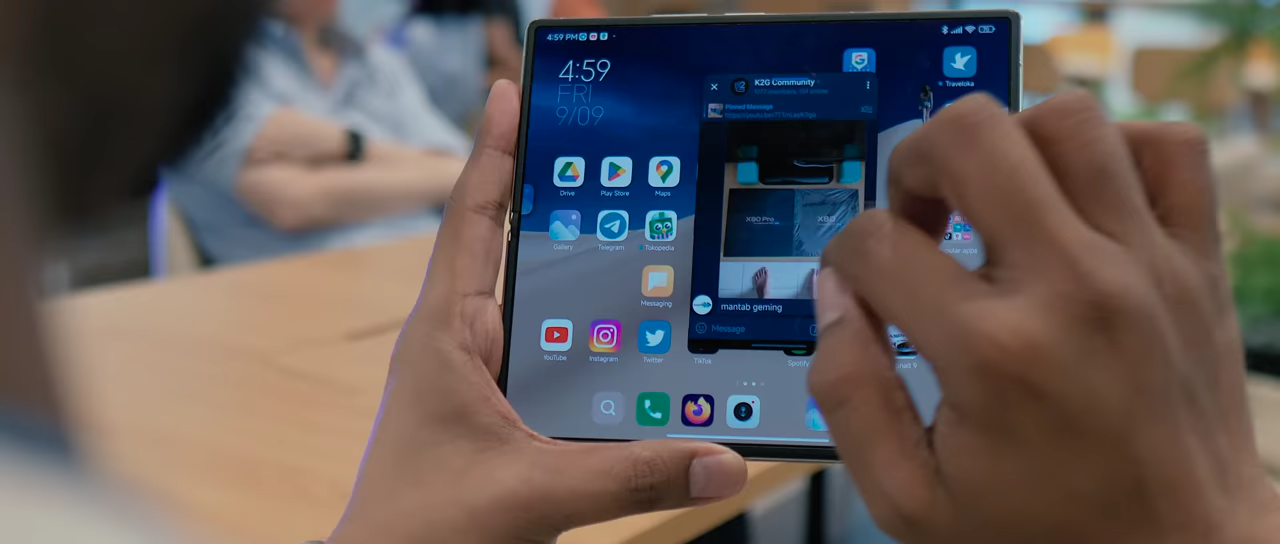 4:59 PM
4:59
FRI
9/09
K2G Community
Pinned Message
Traveloka
Drive
Play Store
Maps
X90 Pro
X90
Gallery
Telegram
Tokopedia
Messaging
mantab geming
Message
YouTube
Instagram
Twitter
TikTok
Spotify